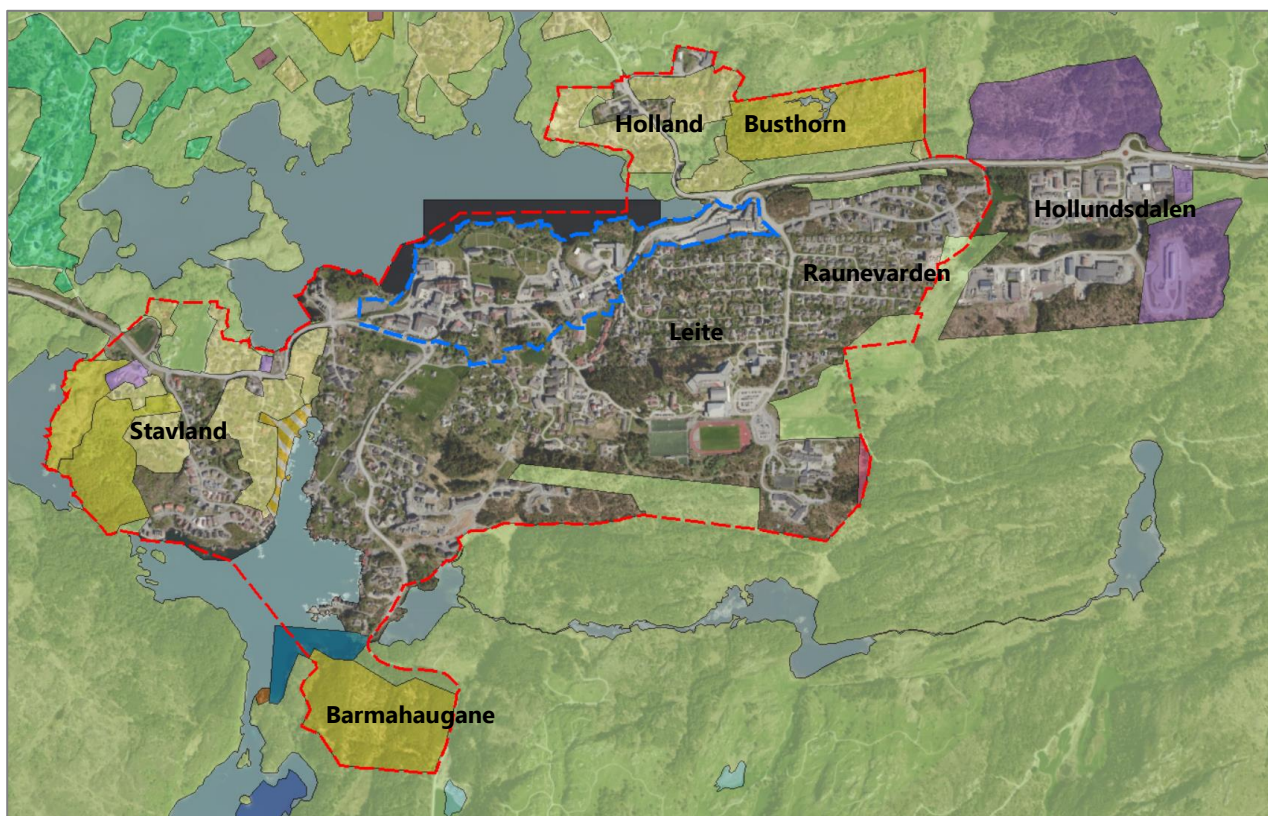 Holland
Busthorn
Hollundsdalen
Raunevarden
Leite
Stavland
Barmahaugane